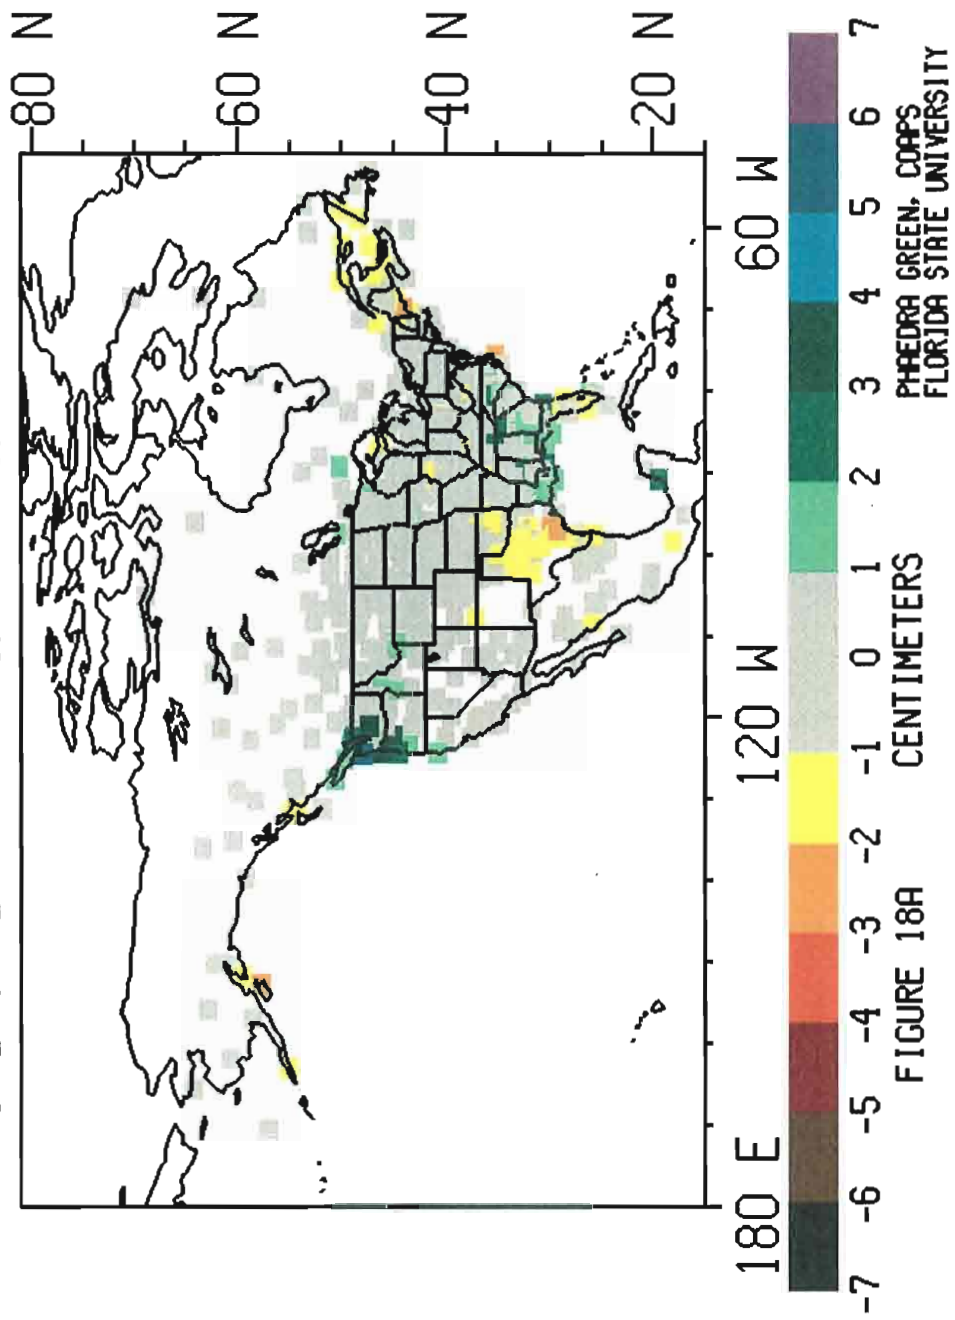 80 N
60 N
40 N
20 N
180 E
120 W
60 W
-7 -6 -5 -4 -3 -2 -1 0 1 2 3 4 5 6 7
FIGURE 18A
CENTIMETERS
PHAEDRA GREEN, COAPS
FLORIDA STATE UNIVERSITY